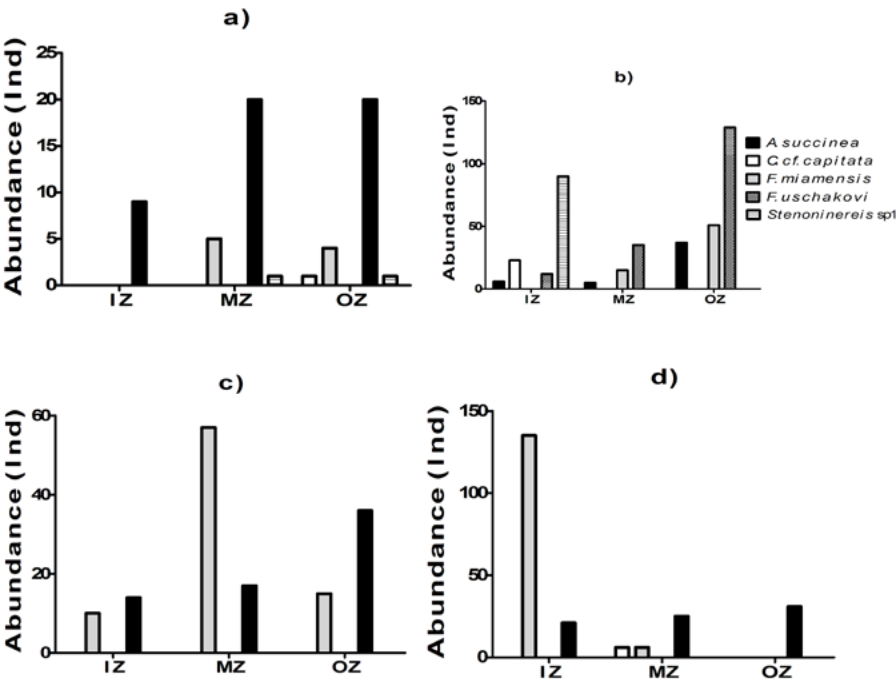 a)
Abundance (Ind)
25
20
15
10
5
0
IZ MZ OZ
b)
Abundance (Ind)
150
100
50
0
IZ MZ OZ
A. succinea
C. cf. capitata
F. miamensis
F. uschakovi
Stenoninereis sp1
c)
Abundance (Ind)
60
40
20
0
IZ MZ OZ
d)
Abundance (Ind)
150
100
50
0
IZ MZ OZ